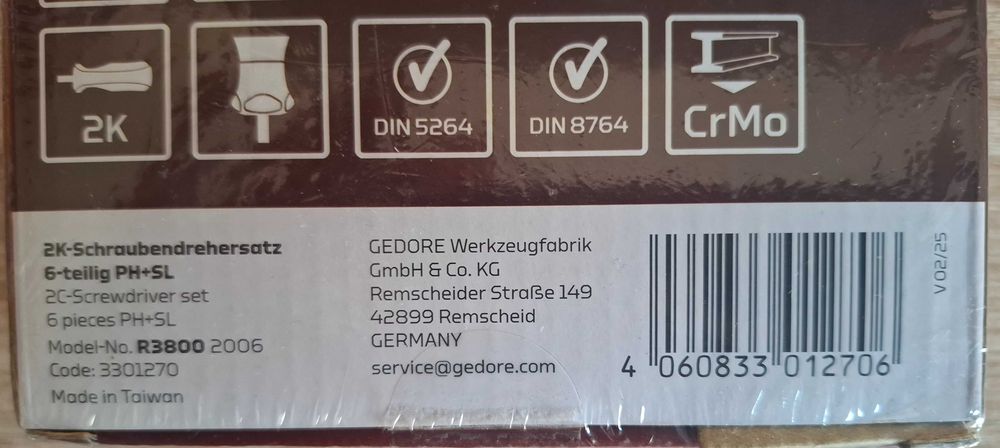 2K
DIN 5264
DIN 8764
CrMo
2K-Schraubendrehersatz
6-teilig PH+SL
2C-Screwdriver set
6 pieces PH+SL
Model-No. R3800 2006
Code: 3301270
Made in Taiwan
GEDORE Werkzeugfabrik
GmbH & Co. KG
Remscheider Straße 149
42899 Remscheid
GERMANY
service@gedore.com
4 060833 012706
V 02/25